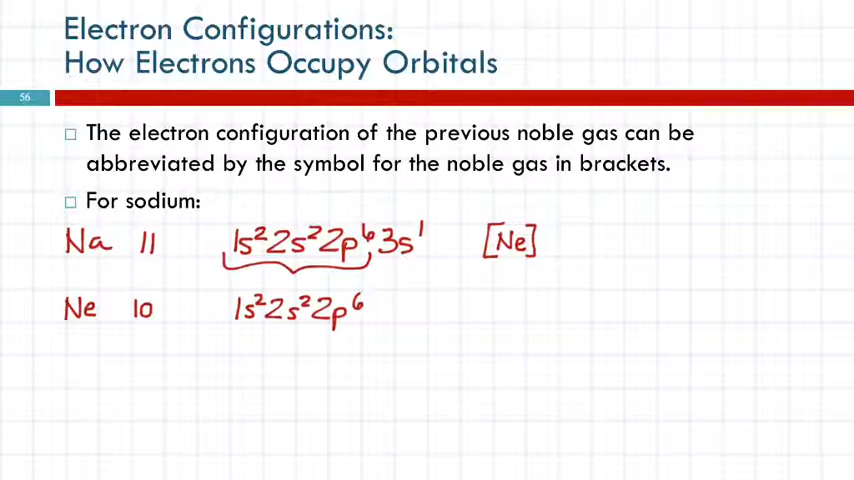 Electron Configurations:
How Electrons Occupy Orbitals
56
The electron configuration of the previous noble gas can be
abbreviated by the symbol for the noble gas in brackets.
For sodium:
Na 11 1s²2s²2p⁶3s¹ [Ne]
Ne 10 1s²2s²2p⁶